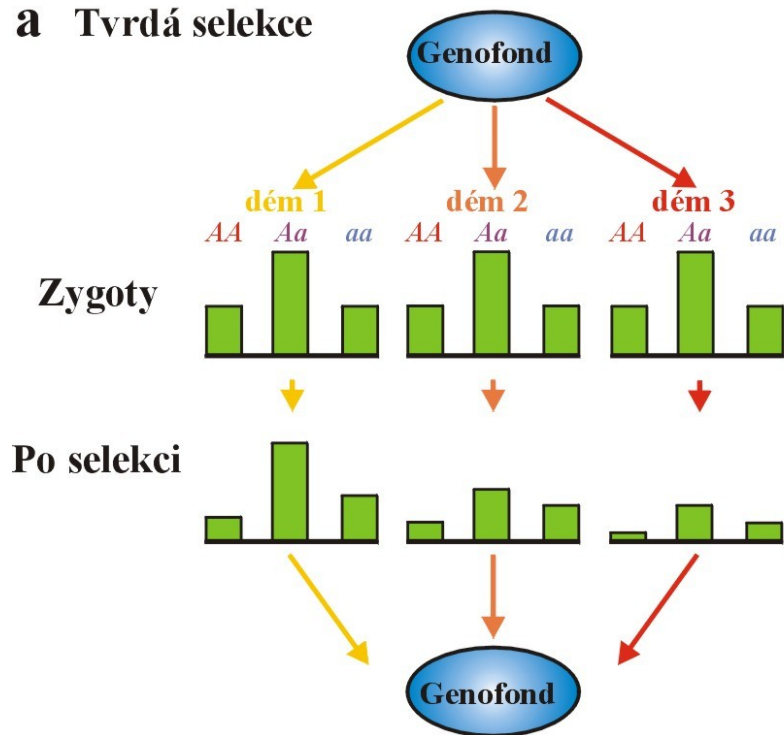 a Tvrdá selekce
Genofond
dém 1 dém 2 dém 3
AA Aa aa AA Aa aa AA Aa aa
Zygoty
Po selekci
Genofond